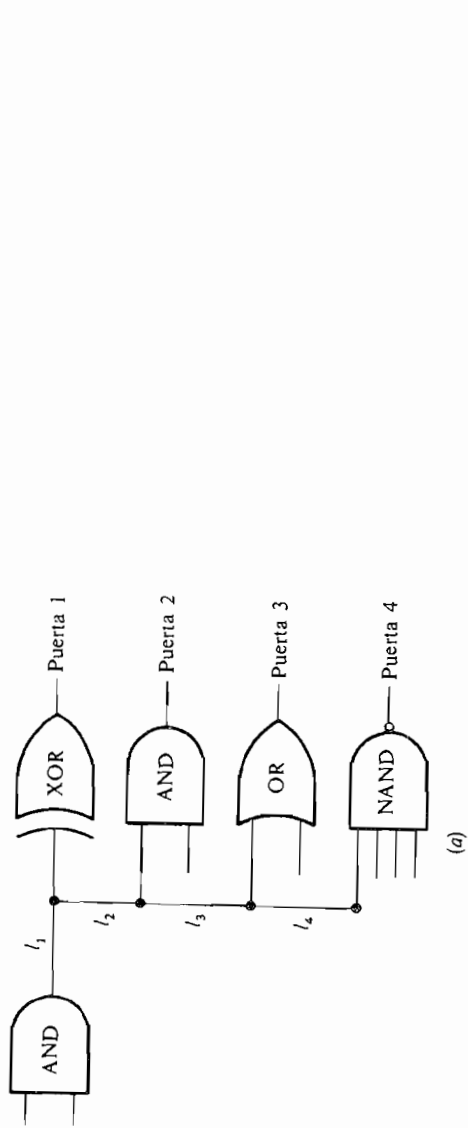 AND
l1
XOR
Puerta 1
l2
AND
Puerta 2
l3
OR
Puerta 3
l4
NAND
Puerta 4
(a)